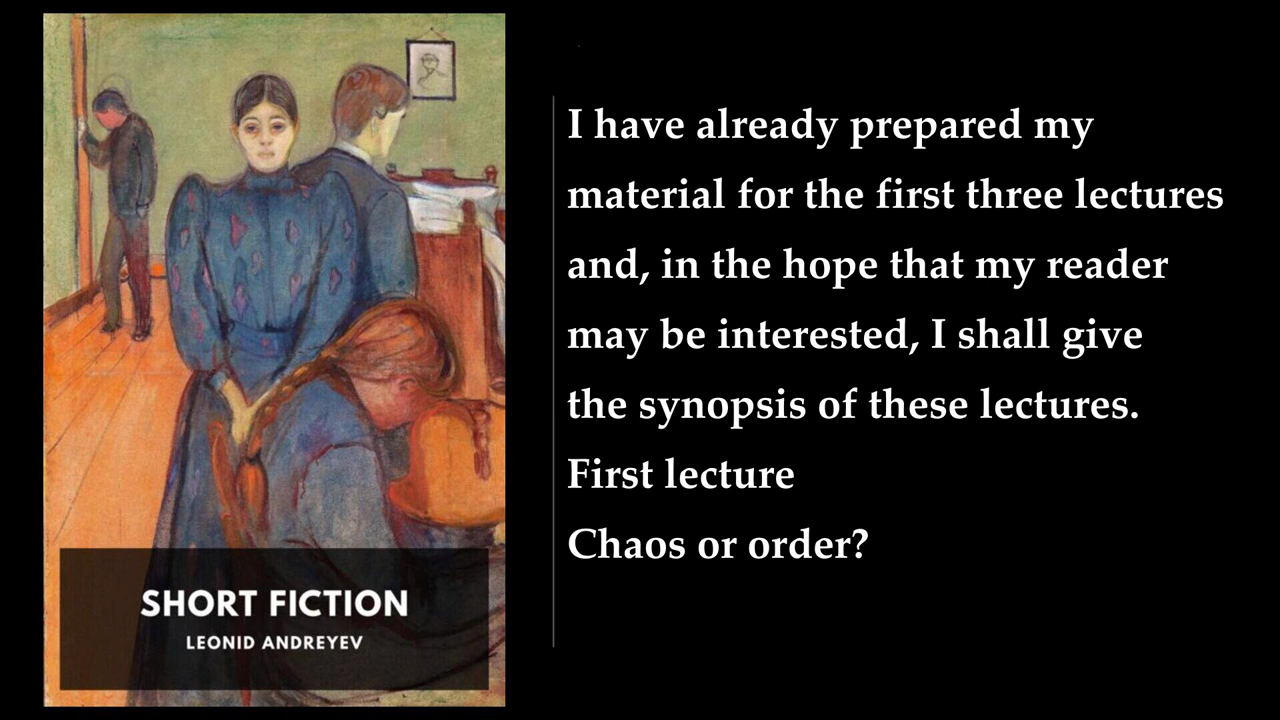 SHORT FICTION
LEONID ANDREYEV
I have already prepared my
material for the first three lectures
and, in the hope that my reader
may be interested, I shall give
the synopsis of these lectures.
First lecture
Chaos or order?